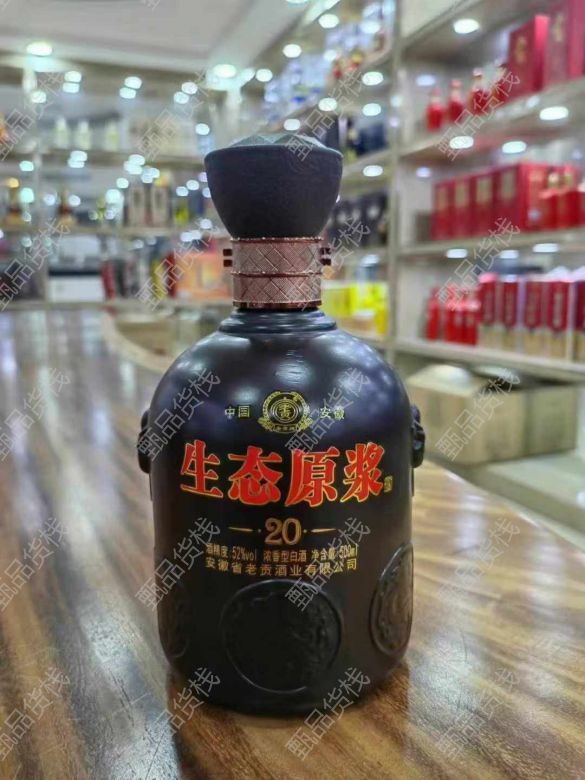 中国 安徽
生态原浆
20
酒精度:52%vol 浓香型白酒 净含量:500ml
安徽省老贡酒业有限公司
甄品货栈